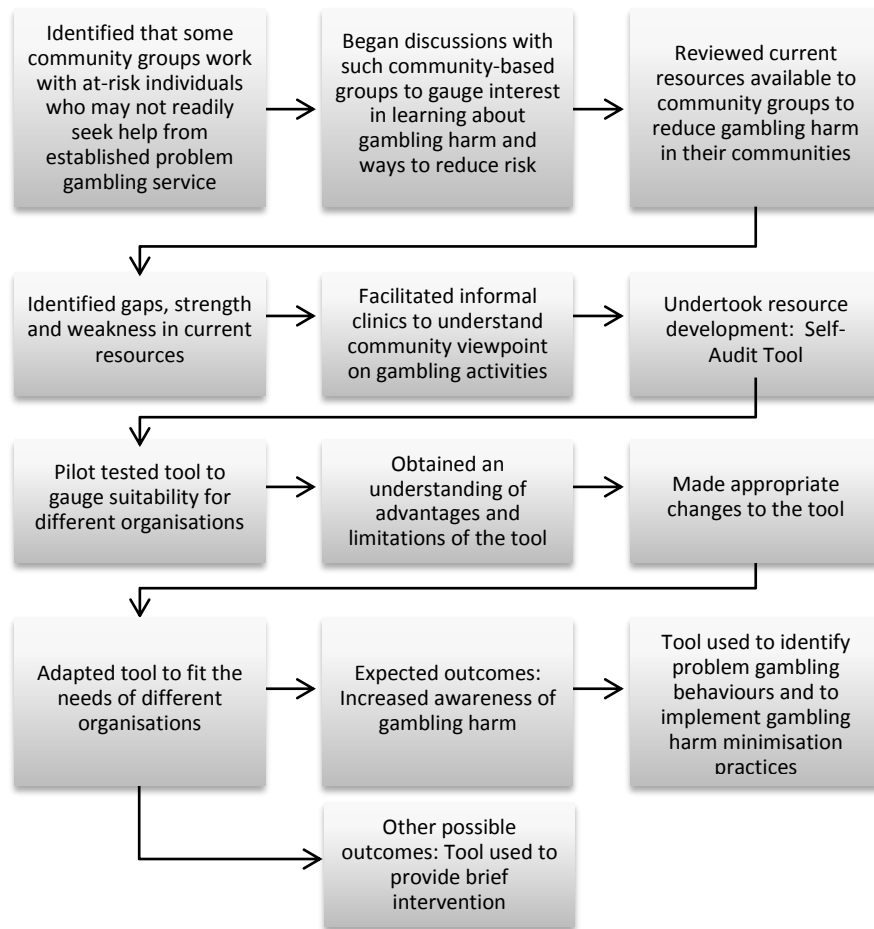 Identified that some
community groups work
with at-risk individuals
who may not readily
seek help from
established problem
gambling service
Began discussions with
such community-based
groups to gauge interest
in learning about
gambling harm and
ways to reduce risk
Reviewed current
resources available to
community groups to
reduce gambling harm
in their communities
Identified gaps, strength
and weakness in current
resources
Facilitated informal
clinics to understand
community viewpoint
on gambling activities
Undertook resource
development:  Self-
Audit Tool
Pilot tested tool to
gauge suitability for
different organisations
Obtained an
understanding of
advantages and
limitations of the tool
Made appropriate
changes to the tool
Adapted tool to fit the
needs of different
organisations
Expected outcomes:
Increased awareness of
gambling harm
Tool used to identify
problem gambling
behaviours and to
implement gambling
harm minimisation
practices
Other possible
outcomes: Tool used to
provide brief
intervention